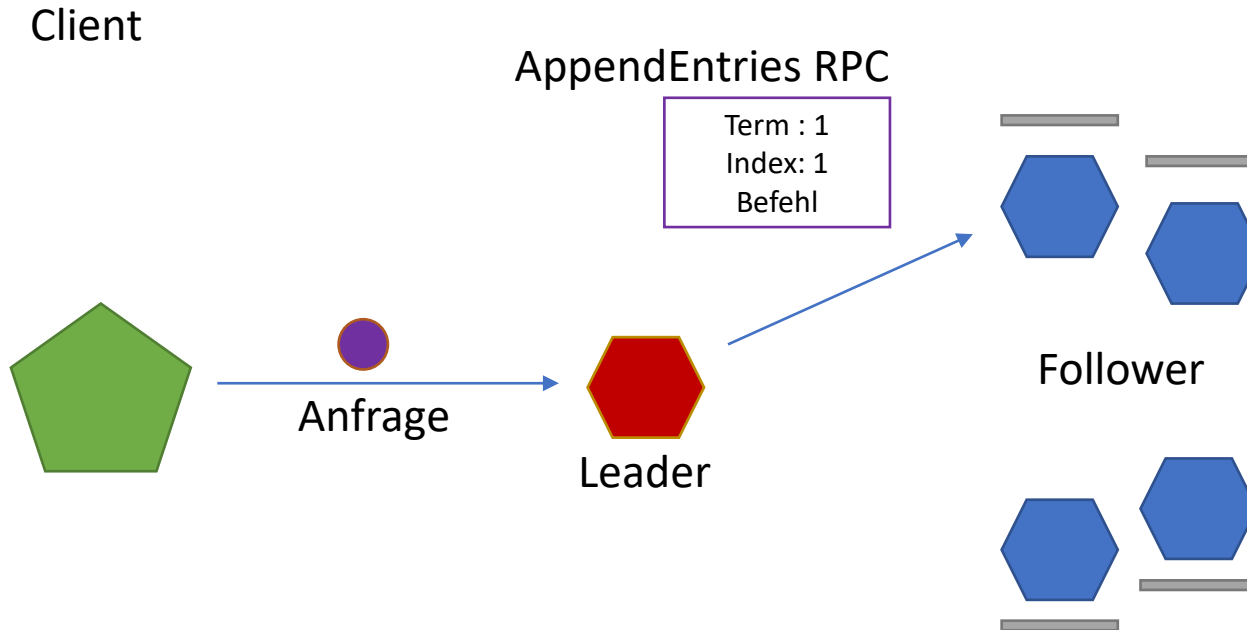 Client
AppendEntries RPC
Term : 1
Index: 1
Befehl
Anfrage
Leader
Follower